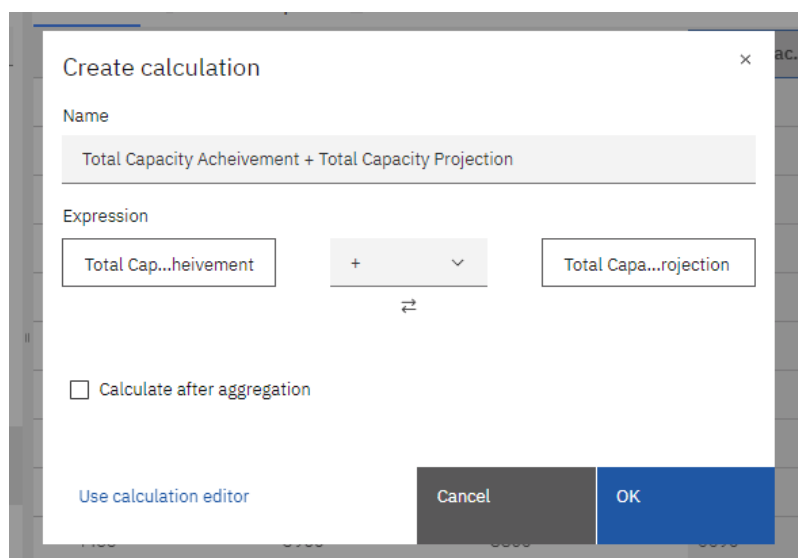 ac.
Create calculation
×
Name
Total Capacity Acheivement + Total Capacity Projection
Expression
Total Cap...heivement
+
Total Capa...rojection
Calculate after aggregation
Use calculation editor
Cancel
OK